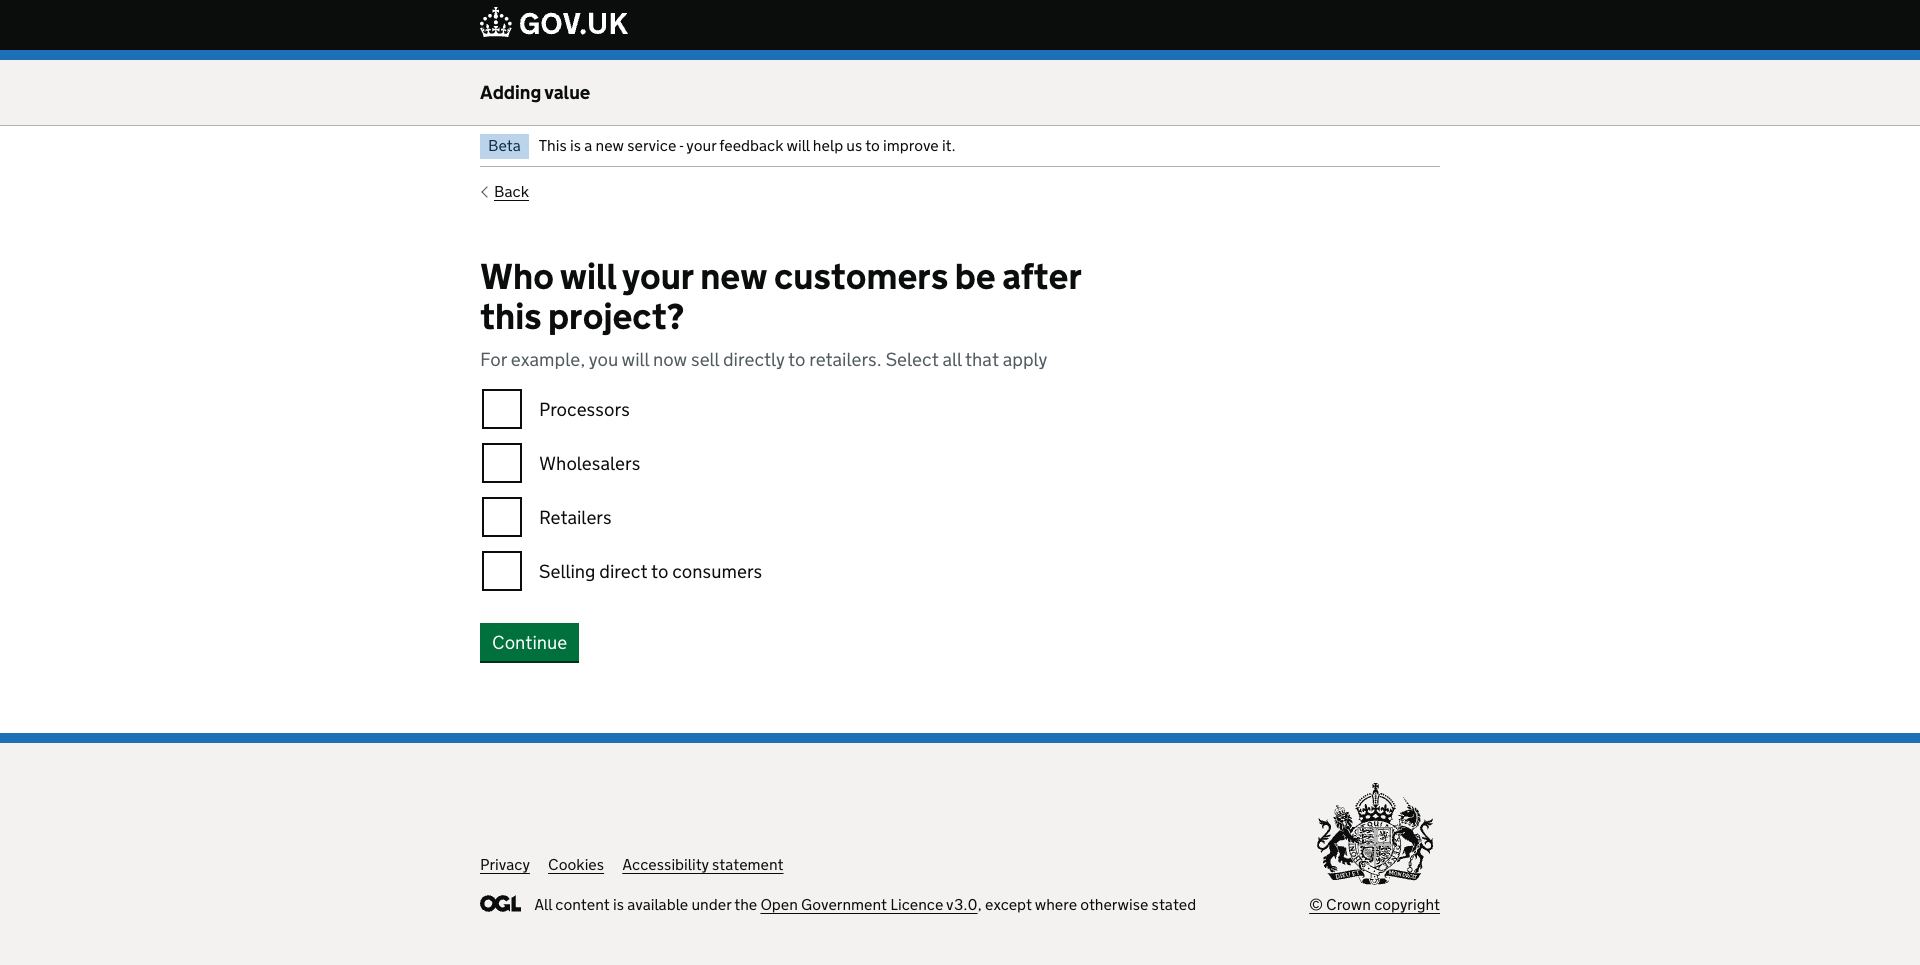 GOV.UK
Adding value
Beta This is a new service - your feedback will help us to improve it.
Back
Who will your new customers be after
this project?
For example, you will now sell directly to retailers. Select all that apply
Processors
Wholesalers
Retailers
Selling direct to consumers
Continue
Privacy Cookies Accessibility statement
OGL All content is available under the Open Government Licence v3.0, except where otherwise stated
© Crown copyright